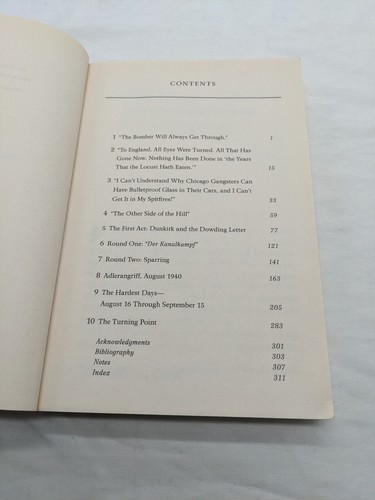 CONTENTS
1 "The Bomber Will Always Get Through." 1
2 "To England, All Eyes Were Turned. All That Has
Gone Now. Nothing Has Been Done in 'the Years
That the Locust Hath Eaten.'" 15
3 "I Can't Understand Why Chicago Gangsters Can
Have Bulletproof Glass in Their Cars, and I Can't
Get It in My Spitfires!" 33
4 "The Other Side of the Hill" 59
5 The First Act: Dunkirk and the Dowding Letter 77
6 Round One: "Der Kanalkampf" 121
7 Round Two: Sparring 141
8 Adlerangriff, August 1940 163
9 The Hardest Days—
August 16 Through September 15 205
10 The Turning Point 283
Acknowledgments 301
Bibliography 303
Notes 307
Index 311